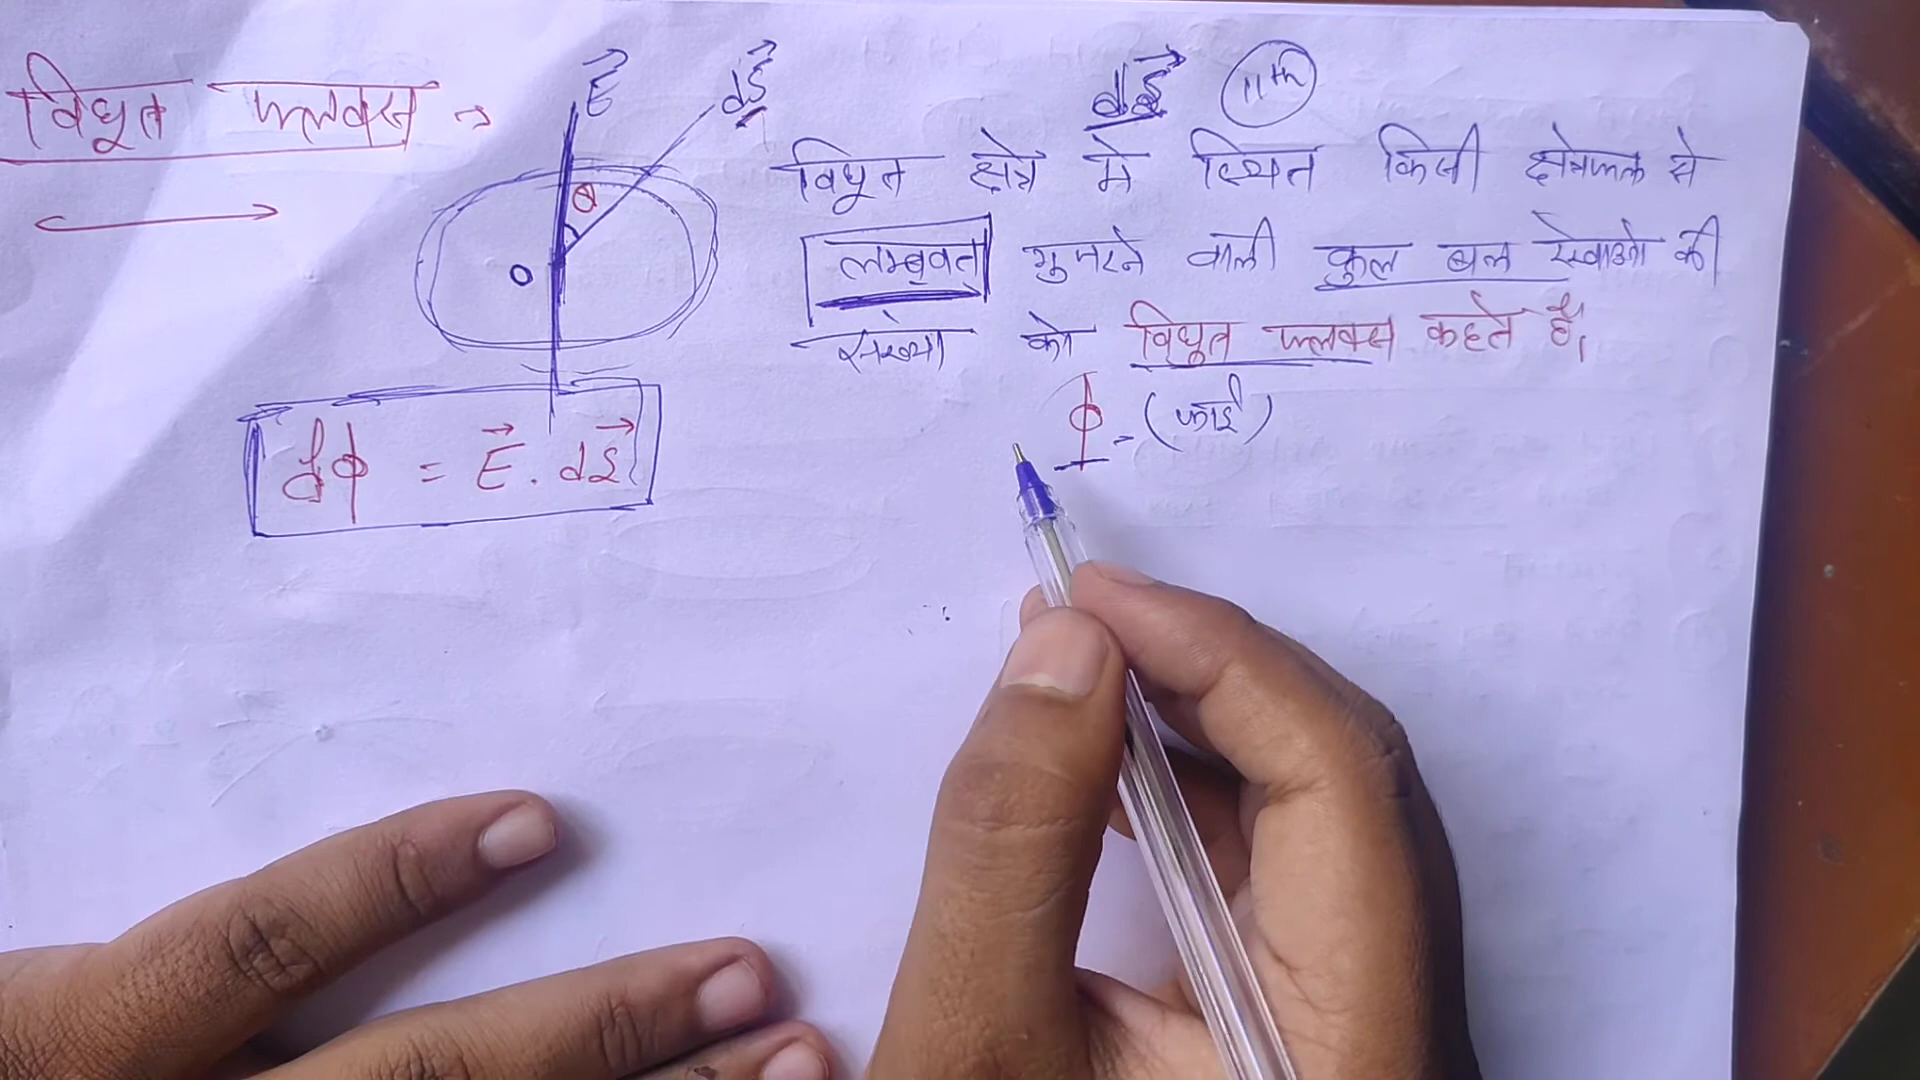 विधूत फ्लक्स →
E→ dS→
θ
O
dS→ 11th
विधूत क्षेत्र मे स्थित किसी क्षेत्रफल से
लम्बवत् गुजरने वाली कुल बल रेखाओ की
संख्या को विधूत फ्लक्स कहते हैं।
ϕ - (फाई)
dϕ = E→ . dS→